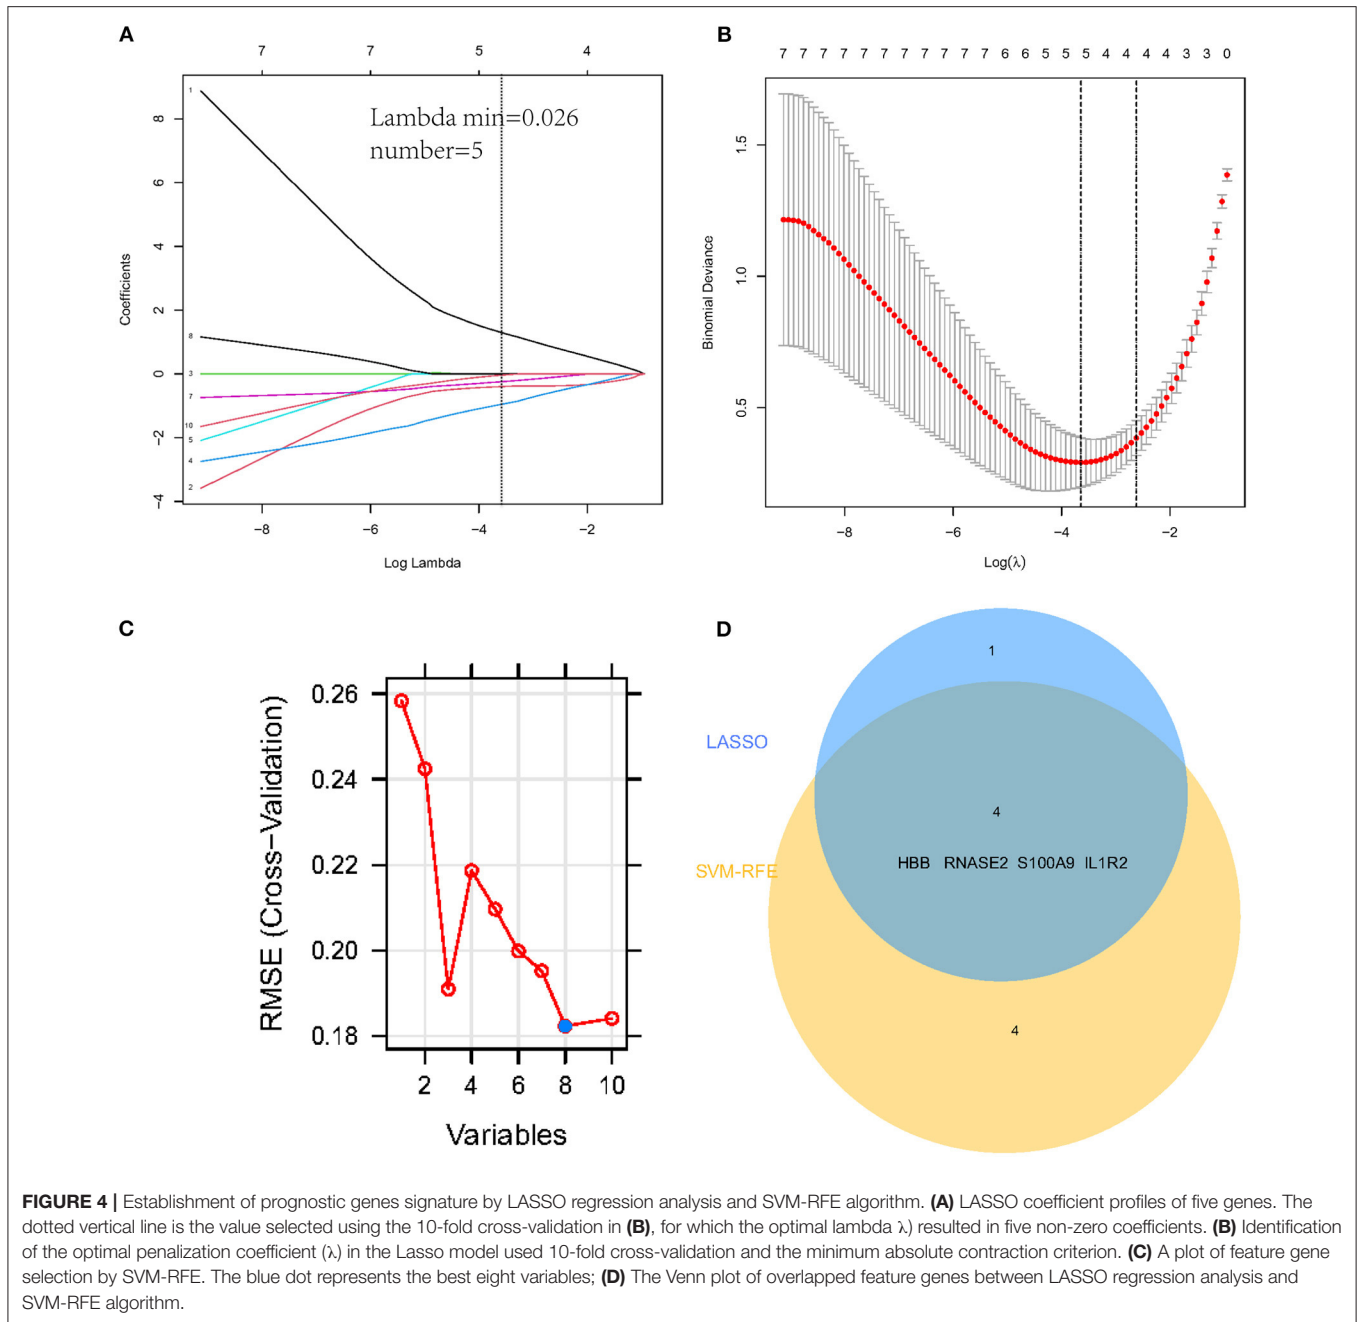 A
7 7 5 4
Lambda min=0.026
number=5
8
6
4
2
0
−2
−4
Coefficients
1
8
3
7
10
5
4
2
−8 −6 −4 −2
Log Lambda
B
7 7 7 7 7 7 7 7 7 7 7 6 6 5 5 5 4 4 4 4 3 3 0
1.5
1.0
0.5
Binomial Deviance
−8 −6 −4 −2
Log(λ)
C
0.26
0.24
0.22
0.20
0.18
RMSE (Cross−Validation)
2 4 6 8 10
Variables
D
1
LASSO
4
SVM-RFE
HBB RNASE2 S100A9 IL1R2
4
FIGURE 4 | Establishment of prognostic genes signature by LASSO regression analysis and SVM-RFE algorithm. (A) LASSO coefficient profiles of five genes. The
dotted vertical line is the value selected using the 10-fold cross-validation in (B), for which the optimal lambda λ) resulted in five non-zero coefficients. (B) Identification
of the optimal penalization coefficient (λ) in the Lasso model used 10-fold cross-validation and the minimum absolute contraction criterion. (C) A plot of feature gene
selection by SVM-RFE. The blue dot represents the best eight variables; (D) The Venn plot of overlapped feature genes between LASSO regression analysis and
SVM-RFE algorithm.